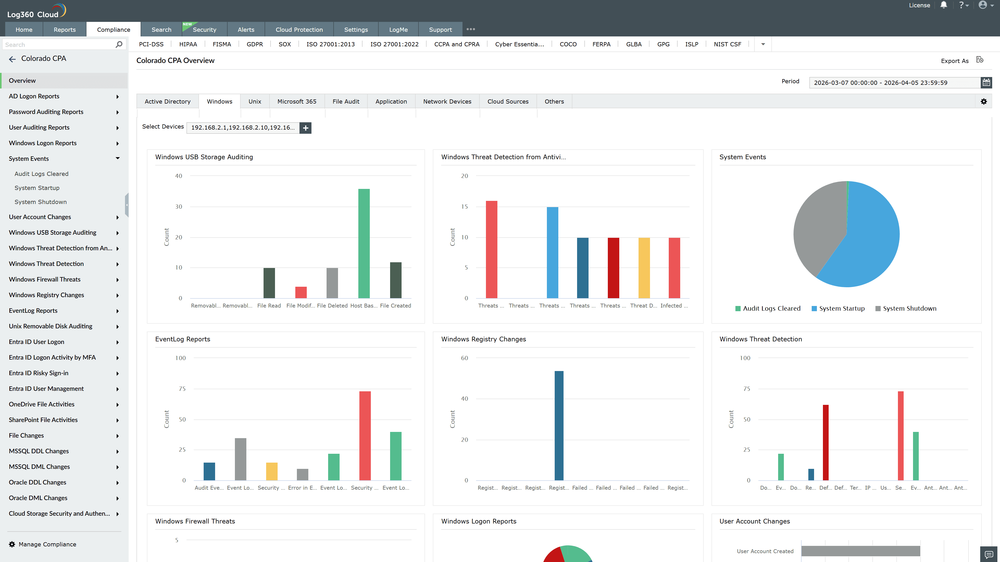 License
?
Log360 Cloud
Home
Reports
Compliance
Search
NEW
Security
Alerts
Cloud Protection
Settings
LogMe
Support
Search
PCI-DSS
HIPAA
FISMA
GDPR
SOX
ISO 27001:2013
ISO 27001:2022
CCPA and CPRA
Cyber Essentia...
COCO
FERPA
GLBA
GPG
ISLP
NIST CSF
Colorado CPA
Overview
AD Logon Reports
Password Auditing Reports
User Auditing Reports
Windows Logon Reports
System Events
Audit Logs Cleared
System Startup
System Shutdown
User Account Changes
Windows USB Storage Auditing
Windows Threat Detection from An...
Windows Threat Detection
Windows Firewall Threats
Windows Registry Changes
EventLog Reports
Unix Removable Disk Auditing
Entra ID User Logon
Entra ID Logon Activity by MFA
Entra ID Risky Sign-in
Entra ID User Management
OneDrive File Activities
SharePoint File Activities
File Changes
MSSQL DDL Changes
MSSQL DML Changes
Oracle DDL Changes
Oracle DML Changes
Cloud Storage Security and Authen...
Manage Compliance
Colorado CPA Overview
Export As
Period
2026-03-07 00:00:00 - 2026-04-05 23:59:59
Active Directory
Windows
Unix
Microsoft 365
File Audit
Application
Network Devices
Cloud Sources
Others
Select Devices
192.168.2.1,192.168.2.10,192.16...
Windows USB Storage Auditing
40
30
20
10
0
Count
Removabl...
Removabl...
File Read
File Modif...
File Deleted
Host Bas...
File Created
Windows Threat Detection from Antivi...
20
15
10
5
0
Count
Threats ...
Threats ...
Threats ...
Threats ...
Threats ...
Threat D...
Infected ...
System Events
Audit Logs Cleared
System Startup
System Shutdown
EventLog Reports
100
75
50
25
0
Count
Audit Eve...
Event Lo...
Security ...
Error in E...
Event Lo...
Security ...
Event Lo...
Windows Registry Changes
60
40
20
0
Count
Regist...
Regist...
Regist...
Regist...
Failed ...
Failed ...
Failed ...
Failed ...
Regist...
Windows Threat Detection
100
75
50
25
0
Count
Do...
Ev...
Do...
Re...
Def...
Def...
Ter...
IP ...
Us...
Se...
Ev...
Ant...
Ant...
Ant...
Windows Firewall Threats
5
Windows Logon Reports
User Account Changes
User Account Created